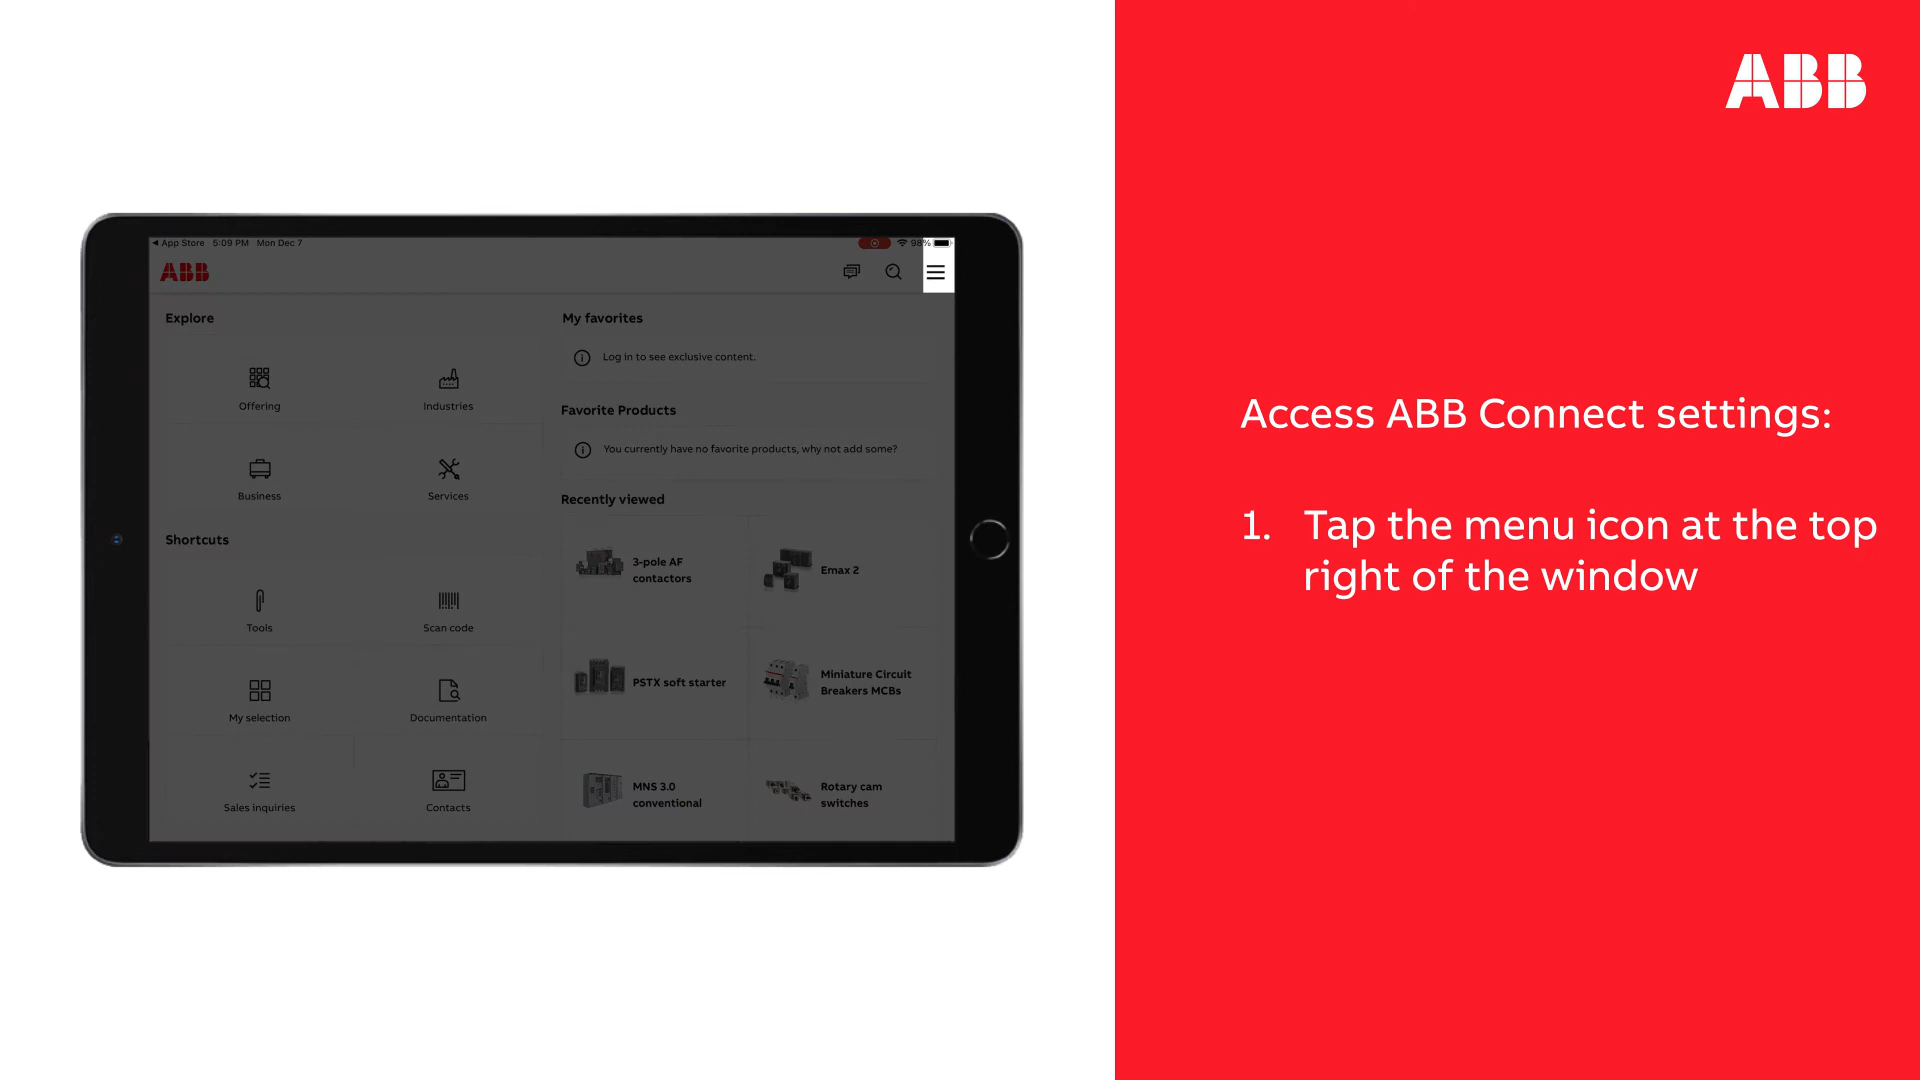 ABB
App Store 5:09 PM Mon Dec 7
98%
ABB
Explore
Offering
Industries
Business
Services
Shortcuts
Tools
Scan code
My selection
Documentation
Sales inquiries
Contacts
My favorites
Log in to see exclusive content.
Favorite Products
You currently have no favorite products, why not add some?
Recently viewed
3-pole AF
contactors
Emax 2
PSTX soft starter
Miniature Circuit
Breakers MCBs
MNS 3.0
conventional
Rotary cam
switches
Access ABB Connect settings:
1. Tap the menu icon at the top
right of the window